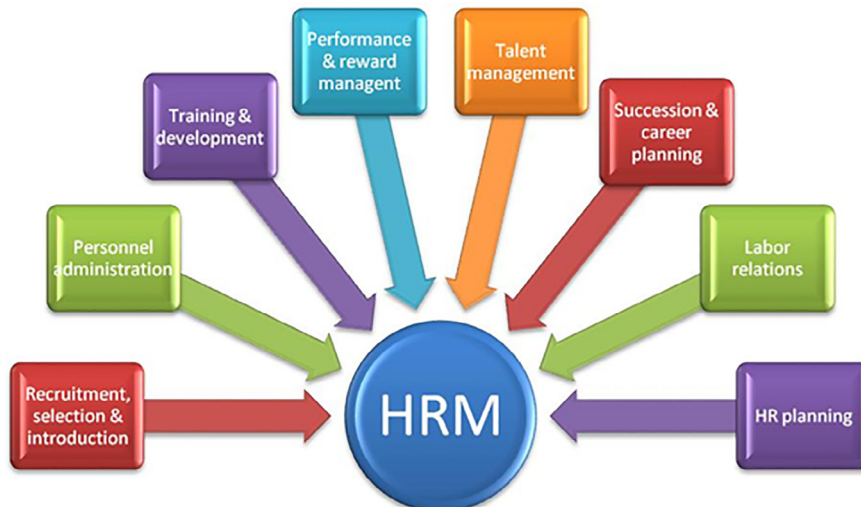 Performance
& reward
managent
Talent
management
Training &
development
Succession &
career
planning
Personnel
administration
Labor
relations
Recruitment,
selection &
introduction
HRM
HR planning